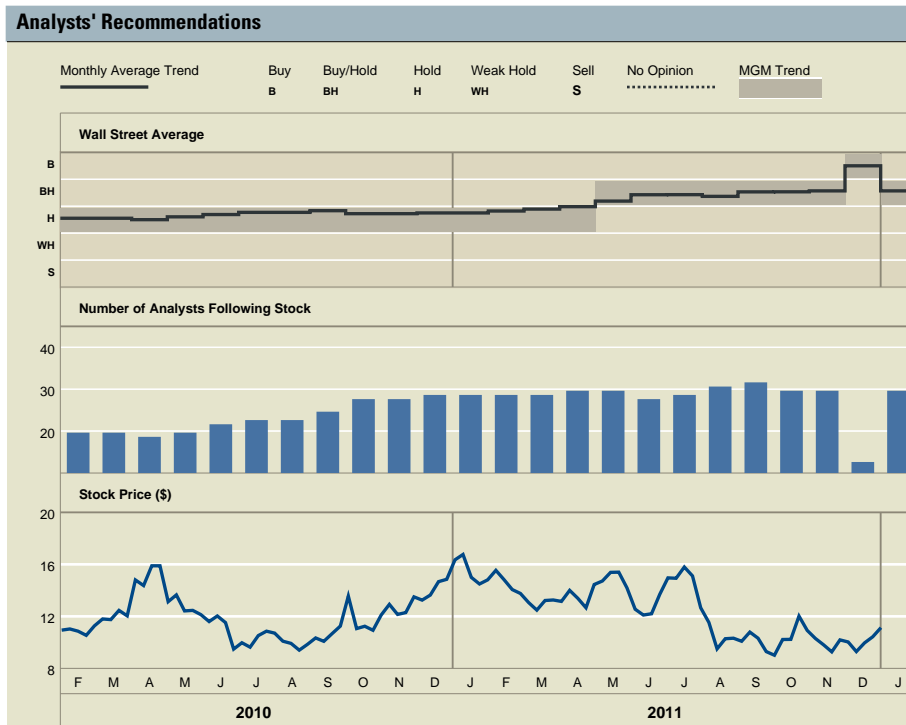 Analysts' Recommendations
Monthly Average Trend Buy Buy/Hold Hold Weak Hold Sell No Opinion MGM Trend
B BH H WH S
Wall Street Average
B
BH
H
WH
S
Number of Analysts Following Stock
40
30
20
Stock Price ($)
20
16
12
8
F M A M J J A S O N D J F M A M J J A S O N D J
2010 2011